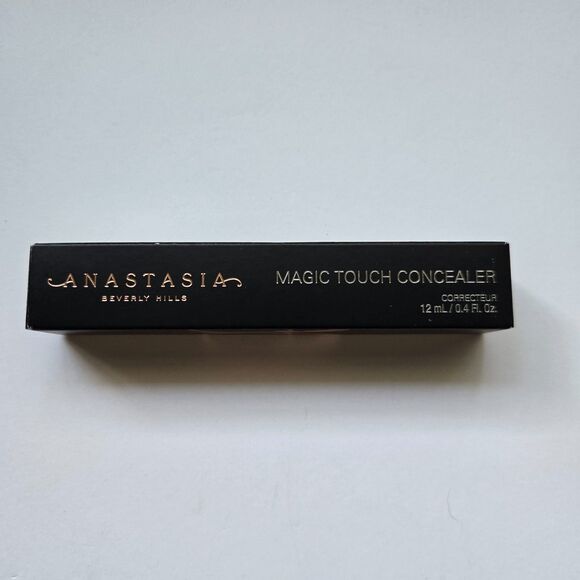 ANASTASIA
BEVERLY HILLS
MAGIC TOUCH CONCEALER
CORRECTEUR
12 mL / 0.4 Fl. Oz.